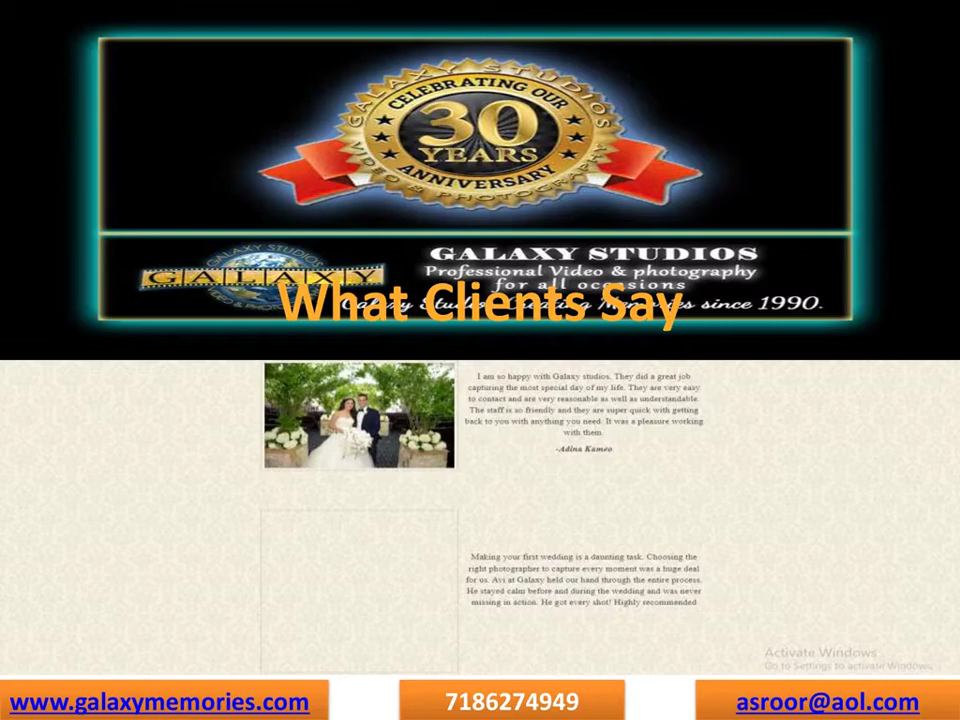 GALAXY STUDIOS
CELEBRATING OUR
30
YEARS
ANNIVERSARY
VIDEO & PHOTOGRAPHY
GALAXY STUDIOS
GALAXY
GALAXY STUDIOS
Professional Video & photography
for all occasions
Galaxy Studios Creating Memories since 1990.
What Clients Say
I am so happy with Galaxy studios. They did a great job
capturing the most special day of my life. They are very easy
to contact and are very reasonable as well as understandable.
The staff is so friendly and they are super quick with getting
back to you with anything you need. It was a pleasure working
with them.
-Adina Kameo
Making your first wedding is a daunting task. Choosing the
right photographer to capture every moment was a huge deal
for us. Avi at Galaxy held our hand through the entire process.
He stayed calm before and during the wedding and was never
missing in action. He got every shot! Highly recommended
Activate Windows
Go to Settings to activate Windows.
www.galaxymemories.com
7186274949
asroor@aol.com